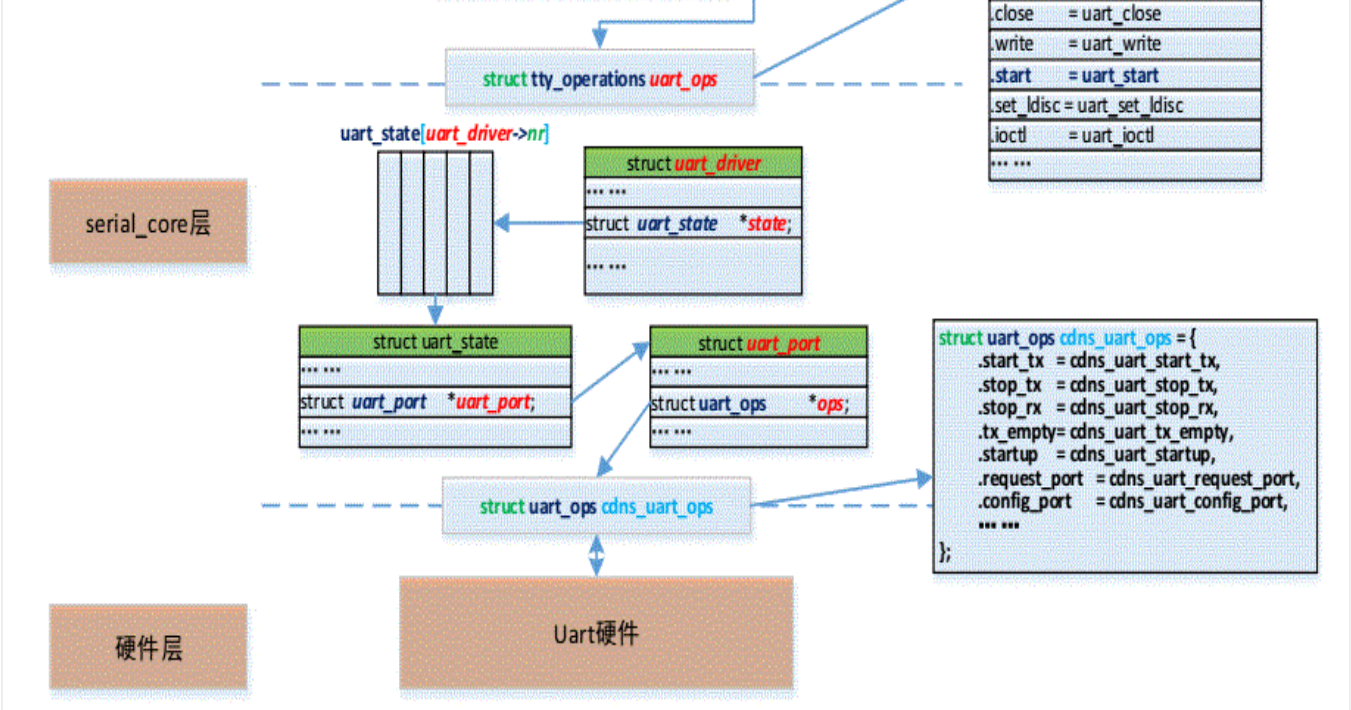 .close = uart_close
.write = uart_write
.start = uart_start
.set_ldisc = uart_set_ldisc
.ioctl = uart_ioctl
... ...
struct tty_operations uart_ops
uart_state[uart_driver->nr]
struct uart_driver
... ...
struct uart_state *state;
... ...
serial_core层
struct uart_state
... ...
struct uart_port *uart_port;
... ...
struct uart_port
... ...
struct uart_ops *ops;
... ...
struct uart_ops cdns_uart_ops = {
.start_tx = cdns_uart_start_tx,
.stop_tx = cdns_uart_stop_tx,
.stop_rx = cdns_uart_stop_rx,
.tx_empty= cdns_uart_tx_empty,
.startup = cdns_uart_startup,
.request_port = cdns_uart_request_port,
.config_port = cdns_uart_config_port,
... ...
};
struct uart_ops cdns_uart_ops
硬件层
Uart硬件